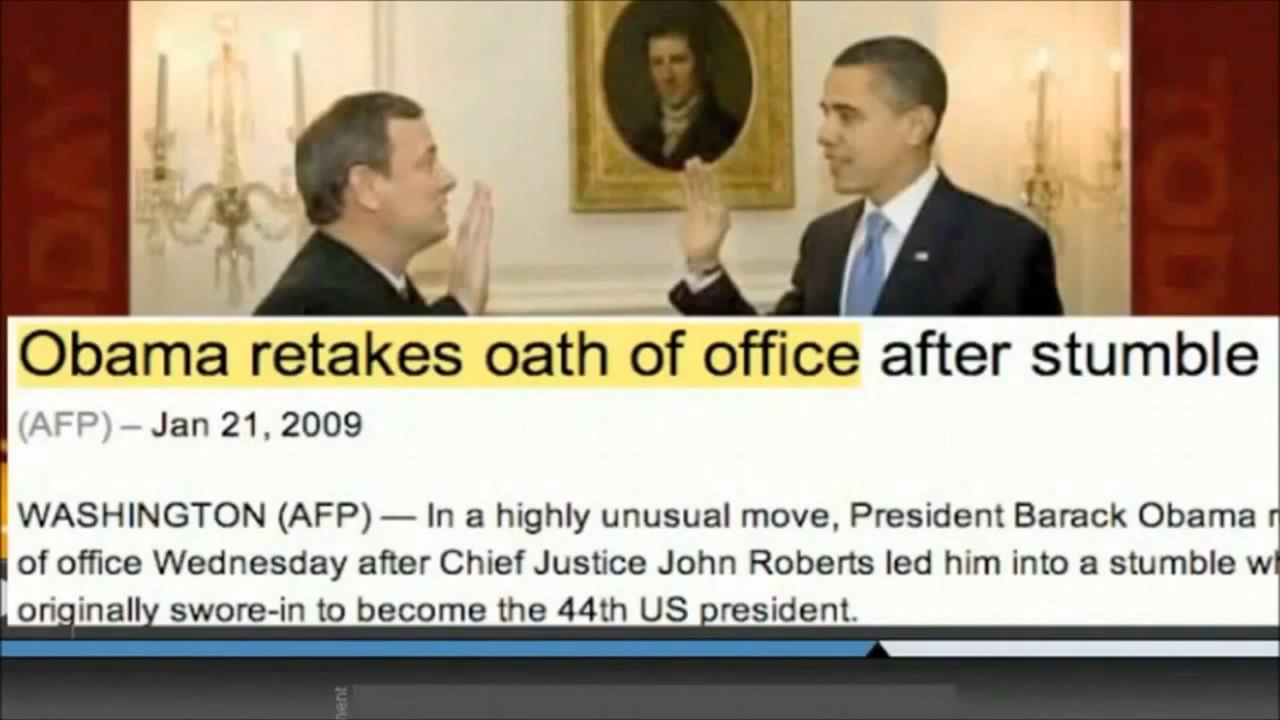 Obama retakes oath of office after stumble
(AFP) – Jan 21, 2009
WASHINGTON (AFP) — In a highly unusual move, President Barack Obama
of office Wednesday after Chief Justice John Roberts led him into a stumble
originally swore-in to become the 44th US president.